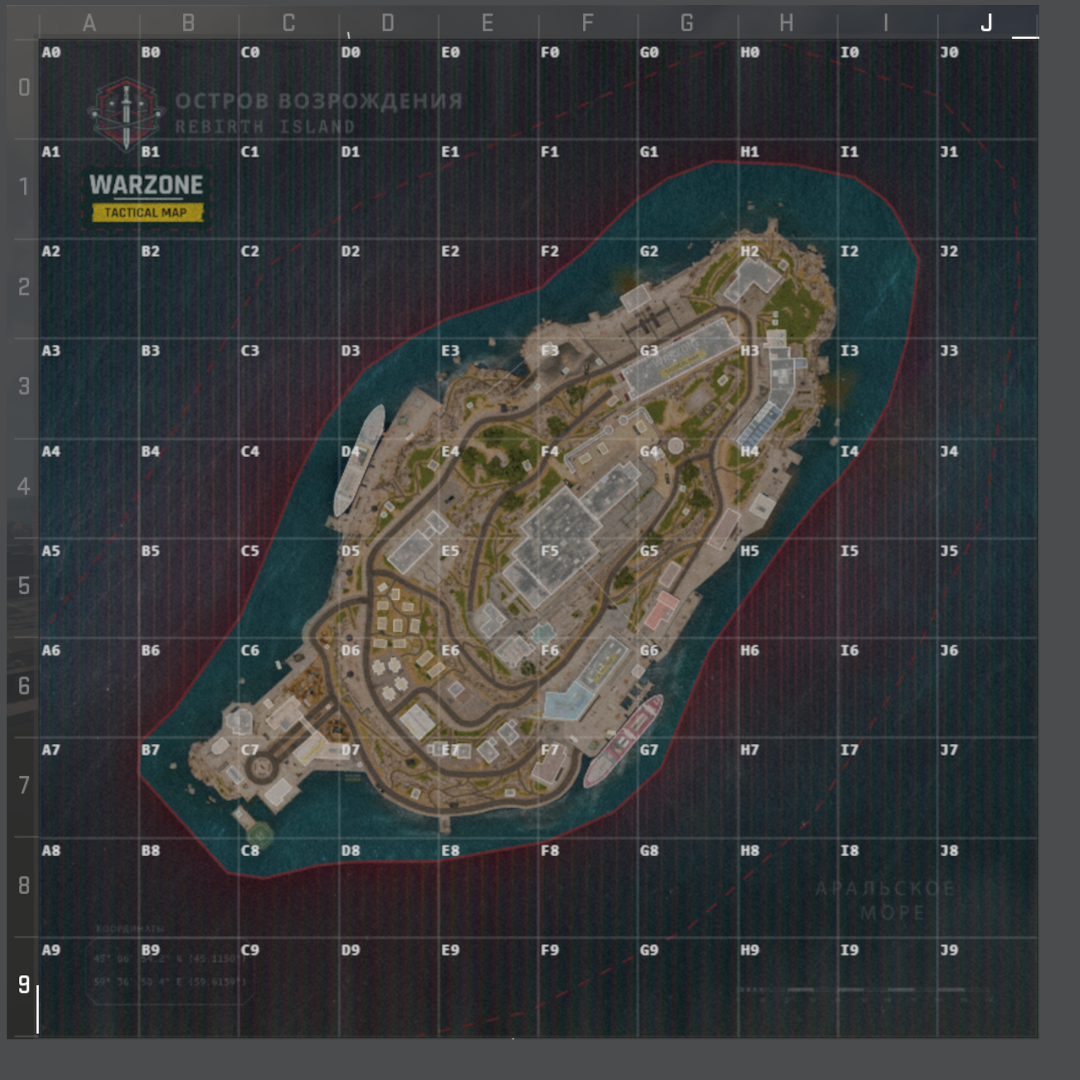 A B C D E F G H I J
0
A0 B0 C0 D0 E0 F0 G0 H0 I0 J0
ОСТРОВ ВОЗРОЖДЕНИЯ
REBIRTH ISLAND
1
A1 B1 C1 D1 E1 F1 G1 H1 I1 J1
WARZONE
TACTICAL MAP
2
A2 B2 C2 D2 E2 F2 G2 H2 I2 J2
3
A3 B3 C3 D3 E3 F3 G3 H3 I3 J3
4
A4 B4 C4 D4 E4 F4 G4 H4 I4 J4
5
A5 B5 C5 D5 E5 F5 G5 H5 I5 J5
6
A6 B6 C6 D6 E6 F6 G6 H6 I6 J6
7
A7 B7 C7 D7 E7 F7 G7 H7 I7 J7
8
A8 B8 C8 D8 E8 F8 G8 H8 I8 J8
АРАЛЬСКОЕ
МОРЕ
КООРДИНАТЫ
9
A9 B9 C9 D9 E9 F9 G9 H9 I9 J9